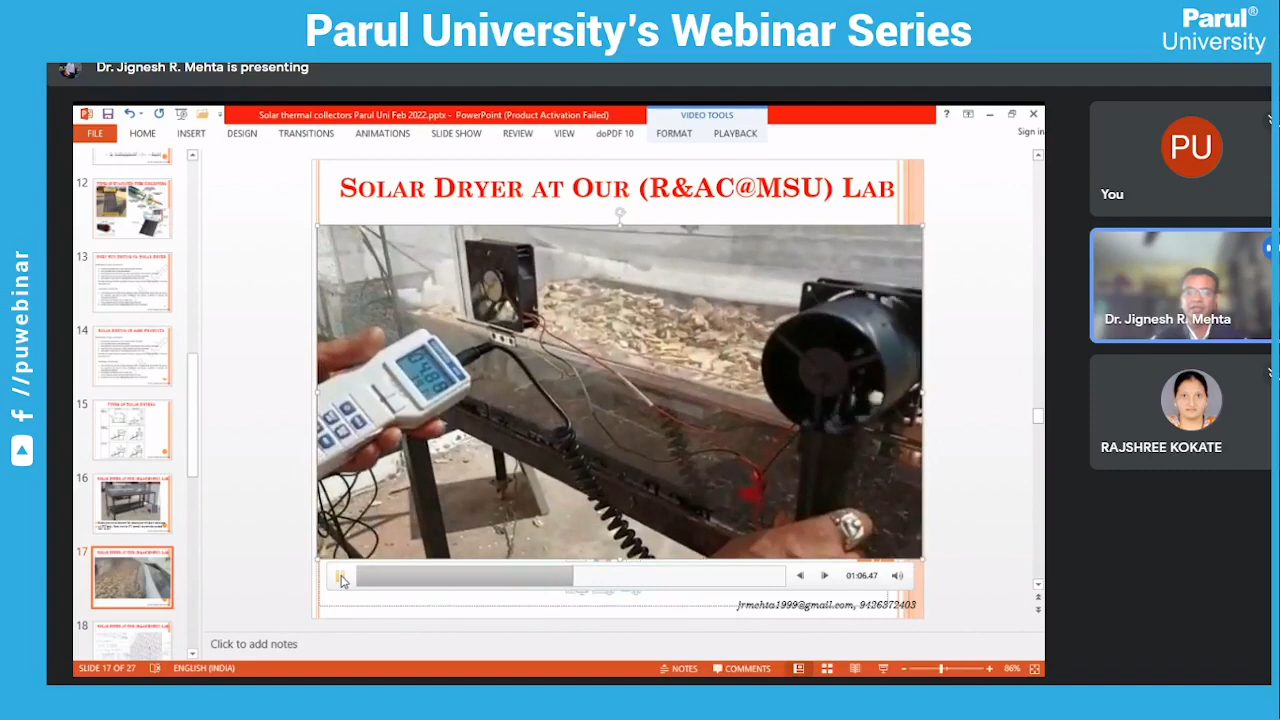 Parul University's Webinar Series
Parul®
University
Dr. Jignesh R. Mehta is presenting
Solar thermal collectors Parul Uni Feb 2022.pptx - PowerPoint (Product Activation Failed)
VIDEO TOOLS
FILE HOME INSERT DESIGN TRANSITIONS ANIMATIONS SLIDE SHOW REVIEW VIEW doPDF 10 FORMAT PLAYBACK
Sign in
12
13
14
15
TYPES OF SOLAR DRYERS
16
17
18
SOLAR DRYER AT OUR (R&AC@MSU) LAB
01:06.47
jrmehta1999@gmail.com, 9426372403
Click to add notes
SLIDE 17 OF 27
ENGLISH (INDIA)
NOTES
COMMENTS
86%
PU
You
Dr. Jignesh R. Mehta
RAJSHREE KOKATE
//puwebinar